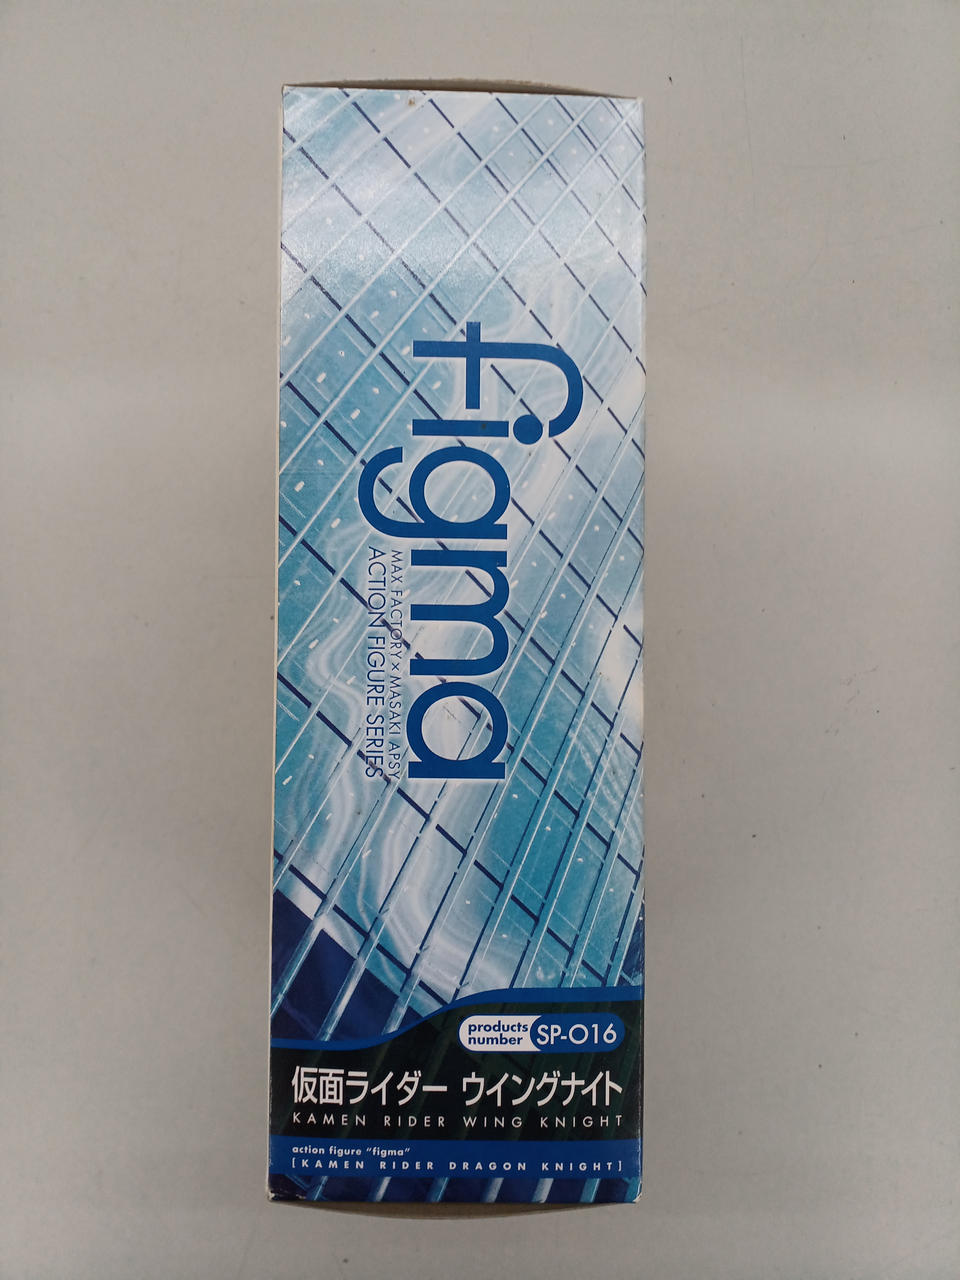 figma
MAX FACTORY × MASAKI APSY
ACTION FIGURE SERIES
products
number
SP-016
仮面ライダー ウイングナイト
KAMEN RIDER WING KNIGHT
action figure “figma”
[KAMEN RIDER DRAGON KNIGHT]